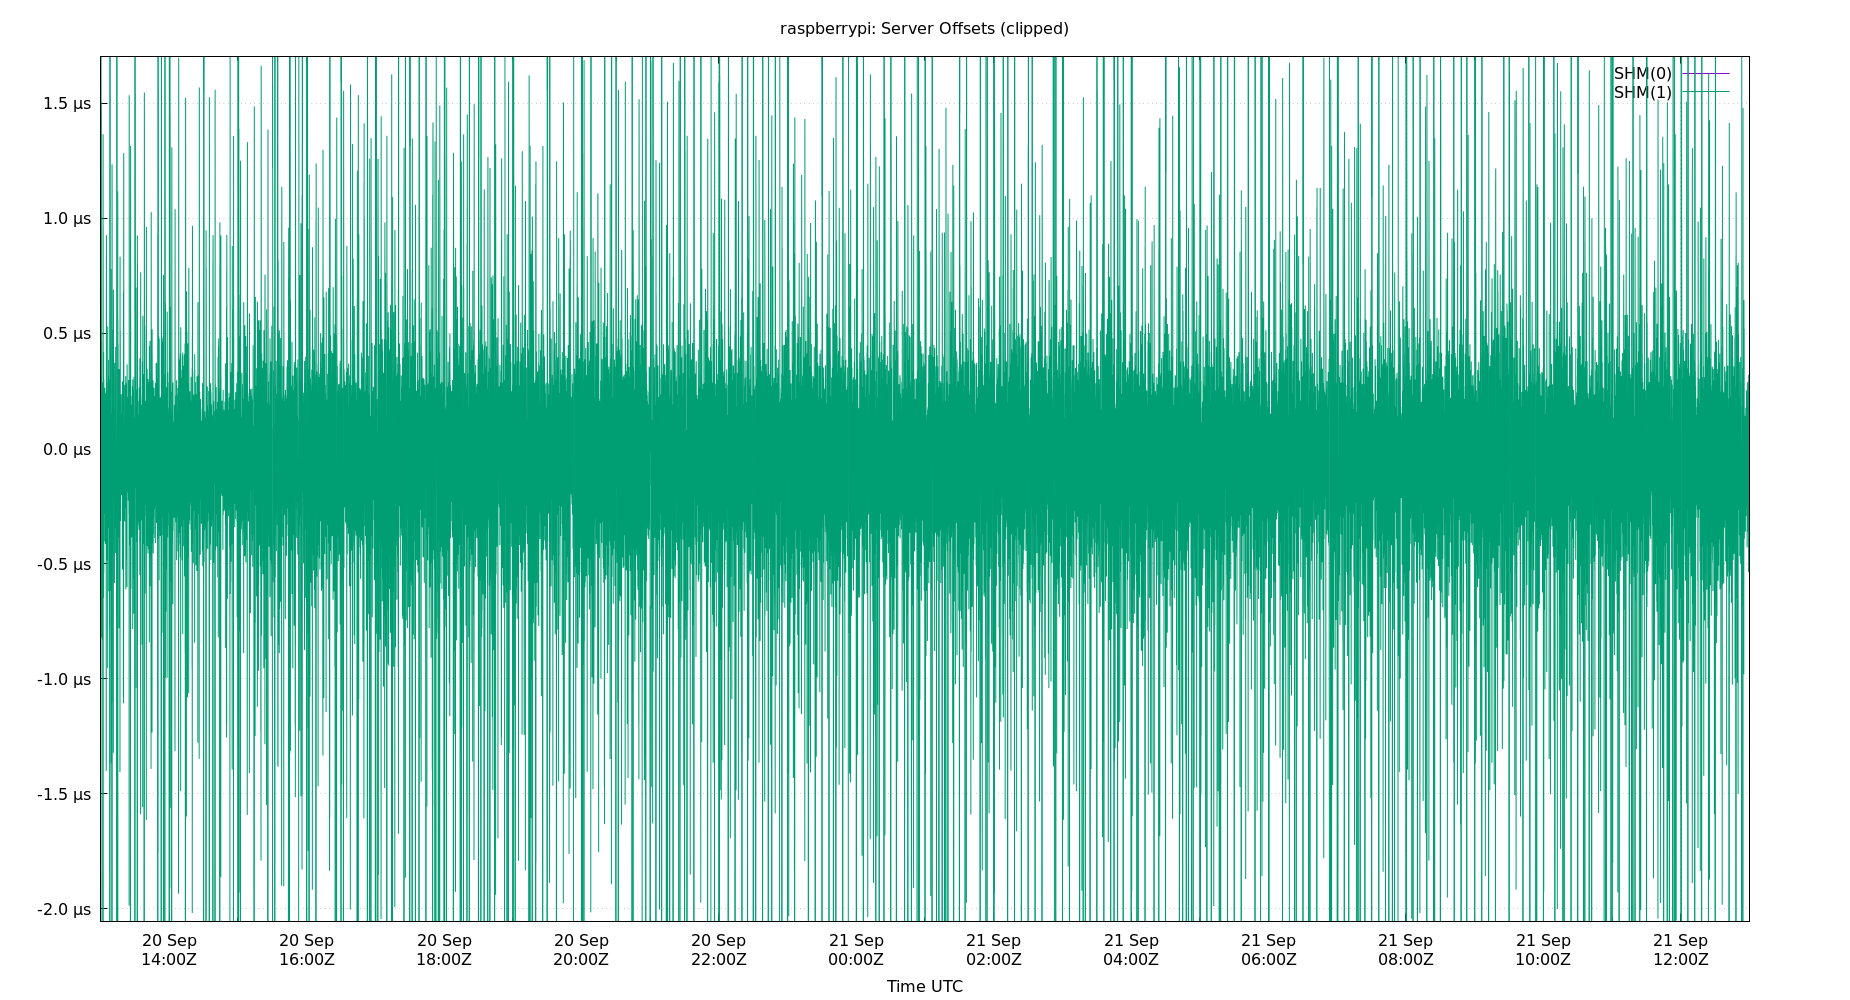 raspberrypi: Server Offsets (clipped)
SHM(0)
SHM(1)
1.5 µs
1.0 µs
0.5 µs
0.0 µs
-0.5 µs
-1.0 µs
-1.5 µs
-2.0 µs
20 Sep 20 Sep 20 Sep 20 Sep 20 Sep 21 Sep 21 Sep 21 Sep 21 Sep 21 Sep 21 Sep 21 Sep
14:00Z 16:00Z 18:00Z 20:00Z 22:00Z 00:00Z 02:00Z 04:00Z 06:00Z 08:00Z 10:00Z 12:00Z
Time UTC